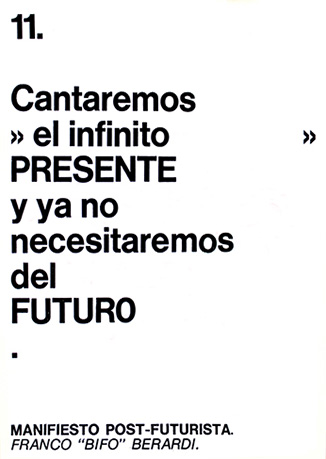 11.
Cantaremos
» el infinito »
PRESENTE
y ya no
necesitaremos
del
FUTURO
.
MANIFIESTO POST-FUTURISTA.
FRANCO "BIFO" BERARDI.